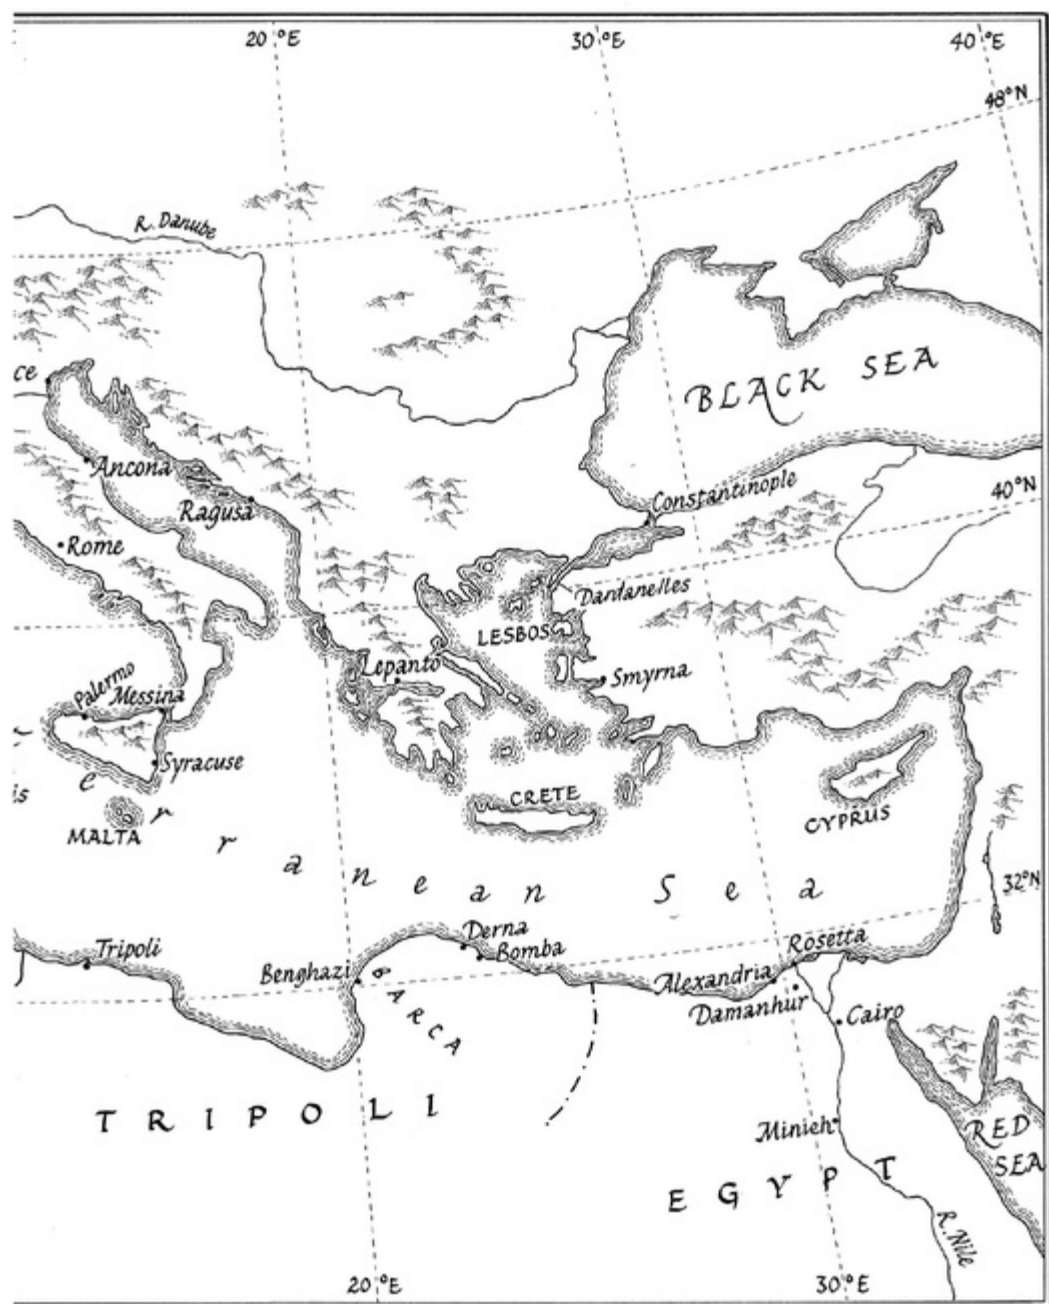 20°E
30°E
40°E
48°N
R. Danube
ce
BLACK SEA
Ancona
Constantinople
40°N
Ragusa
Rome
Dardanelles
LESBOS
Lepanto
Smyrna
Palermo
Messina
Syracuse
is
CRETE
CYPRUS
MALTA
e r r a n e a n Sea
32°N
Derna
Tripoli
Bomba
Rosetta
Benghazi
BARCA
Alexandria
Damanhur
Cairo
TRIPOLI
Minieh
RED
SEA
EGYPT
R. Nile
20°E
30°E